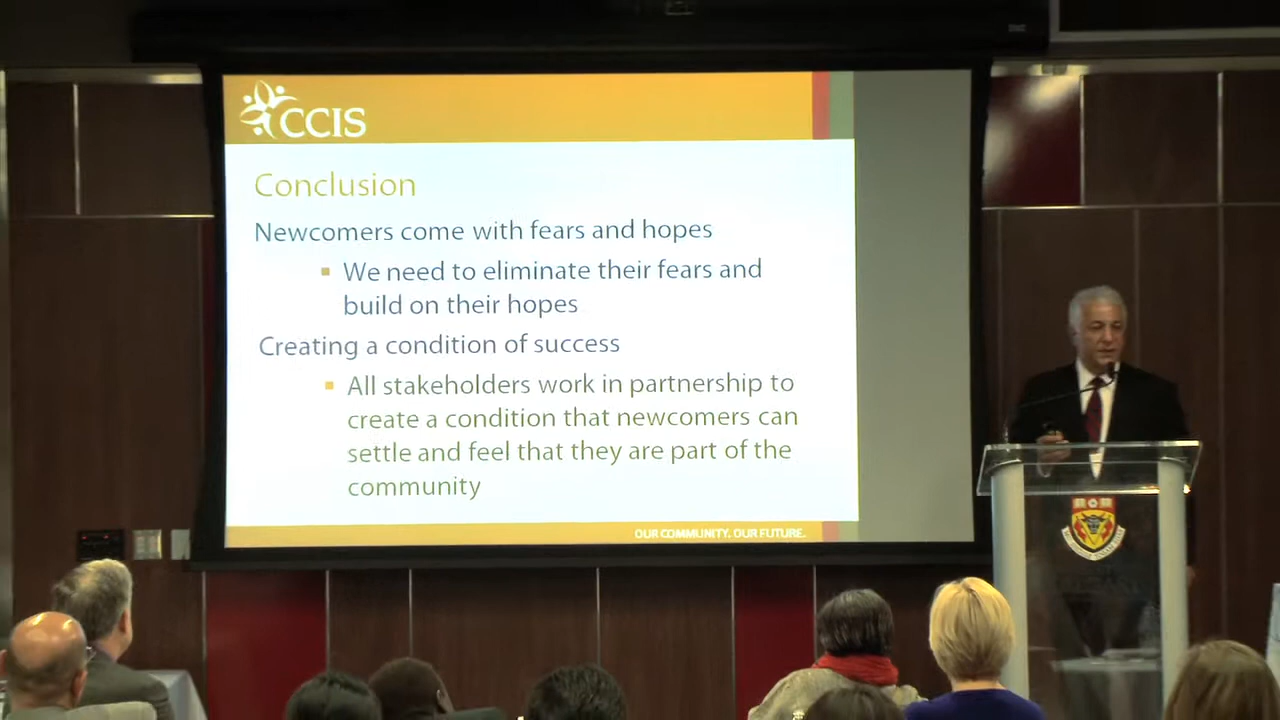 CCIS
Conclusion
Newcomers come with fears and hopes
We need to eliminate their fears and
build on their hopes
Creating a condition of success
All stakeholders work in partnership to
create a condition that newcomers can
settle and feel that they are part of the
community
OUR COMMUNITY. OUR FUTURE.